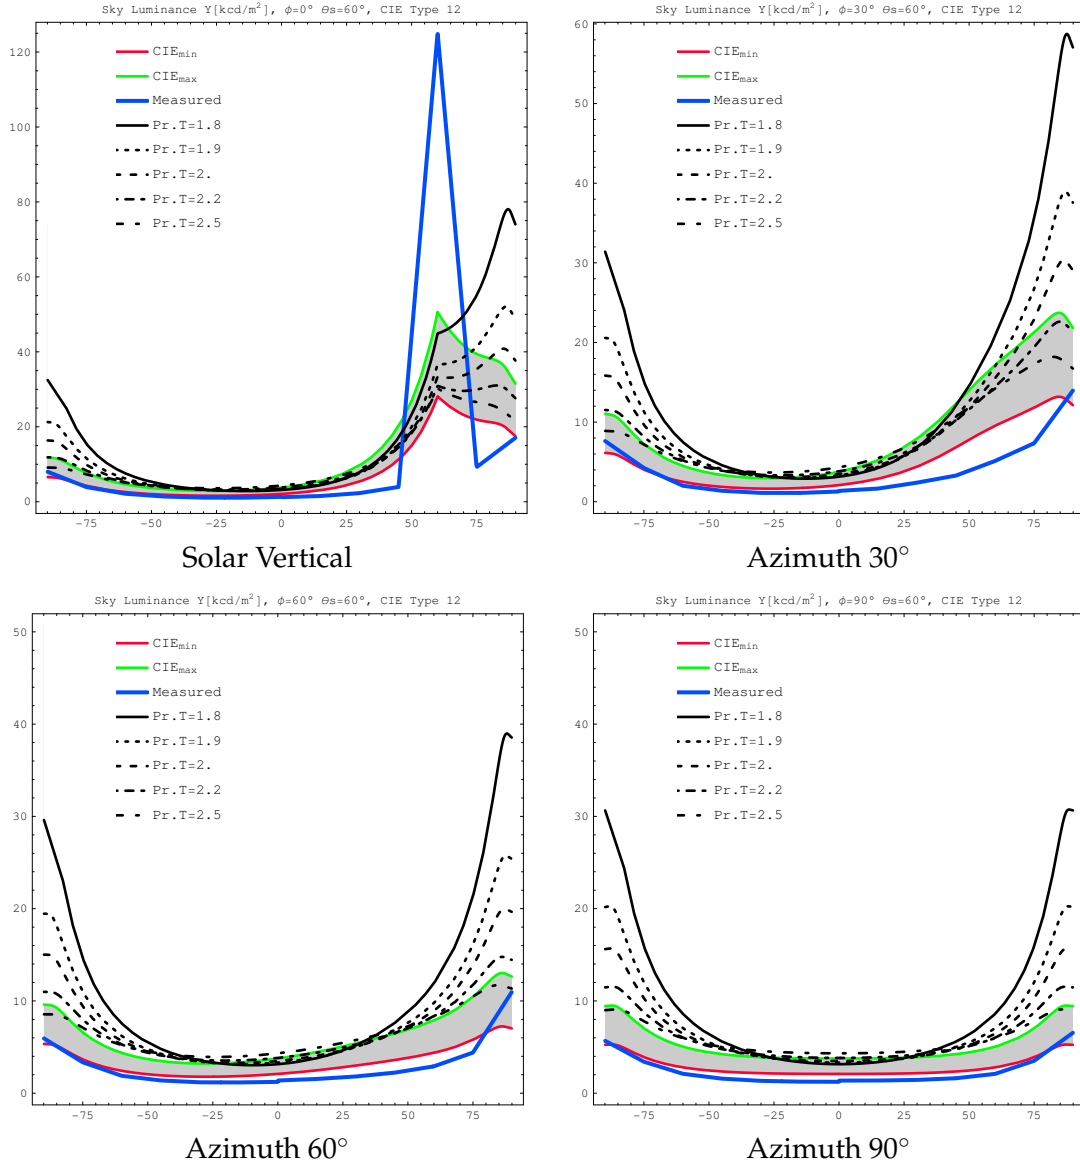 Sky Luminance Y[kcd/m²], ϕ=0° Θs=60°, CIE Type 12
120
100
80
60
40
20
0
−75
−50
−25
0
25
50
75
CIEmin
CIEmax
Measured
Pr.T=1.8
Pr.T=1.9
Pr.T=2.
Pr.T=2.2
Pr.T=2.5
Solar Vertical
Sky Luminance Y[kcd/m²], ϕ=30° Θs=60°, CIE Type 12
60
50
40
30
20
10
0
−75
−50
−25
0
25
50
75
CIEmin
CIEmax
Measured
Pr.T=1.8
Pr.T=1.9
Pr.T=2.
Pr.T=2.2
Pr.T=2.5
Azimuth 30°
Sky Luminance Y[kcd/m²], ϕ=60° Θs=60°, CIE Type 12
50
40
30
20
10
0
−75
−50
−25
0
25
50
75
CIEmin
CIEmax
Measured
Pr.T=1.8
Pr.T=1.9
Pr.T=2.
Pr.T=2.2
Pr.T=2.5
Azimuth 60°
Sky Luminance Y[kcd/m²], ϕ=90° Θs=60°, CIE Type 12
50
40
30
20
10
0
−75
−50
−25
0
25
50
75
CIEmin
CIEmax
Measured
Pr.T=1.8
Pr.T=1.9
Pr.T=2.
Pr.T=2.2
Pr.T=2.5
Azimuth 90°